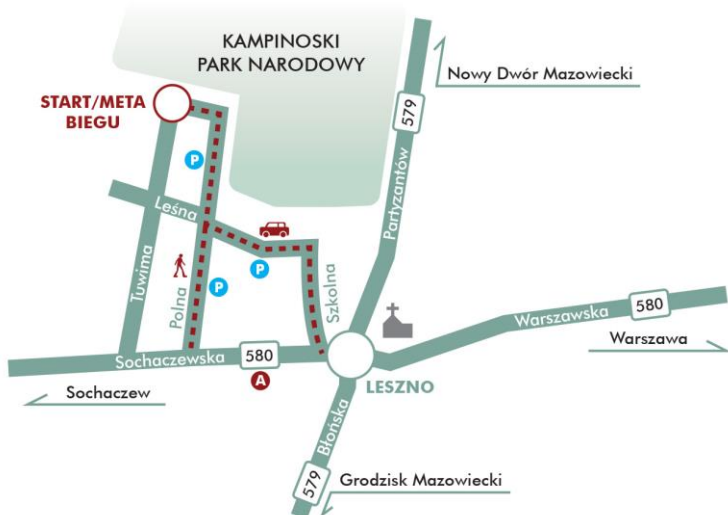 KAMPINOSKI
PARK NARODOWY
START/META
BIEGU
Nowy Dwór Mazowiecki
579
P
Leśna
Partyzantów
Tuwima
P
P
Polna
Szkolna
Warszawska
580
Warszawa
Sochaczewska
580
A
LESZNO
Sochaczew
Błońska
579
Grodzisk Mazowiecki